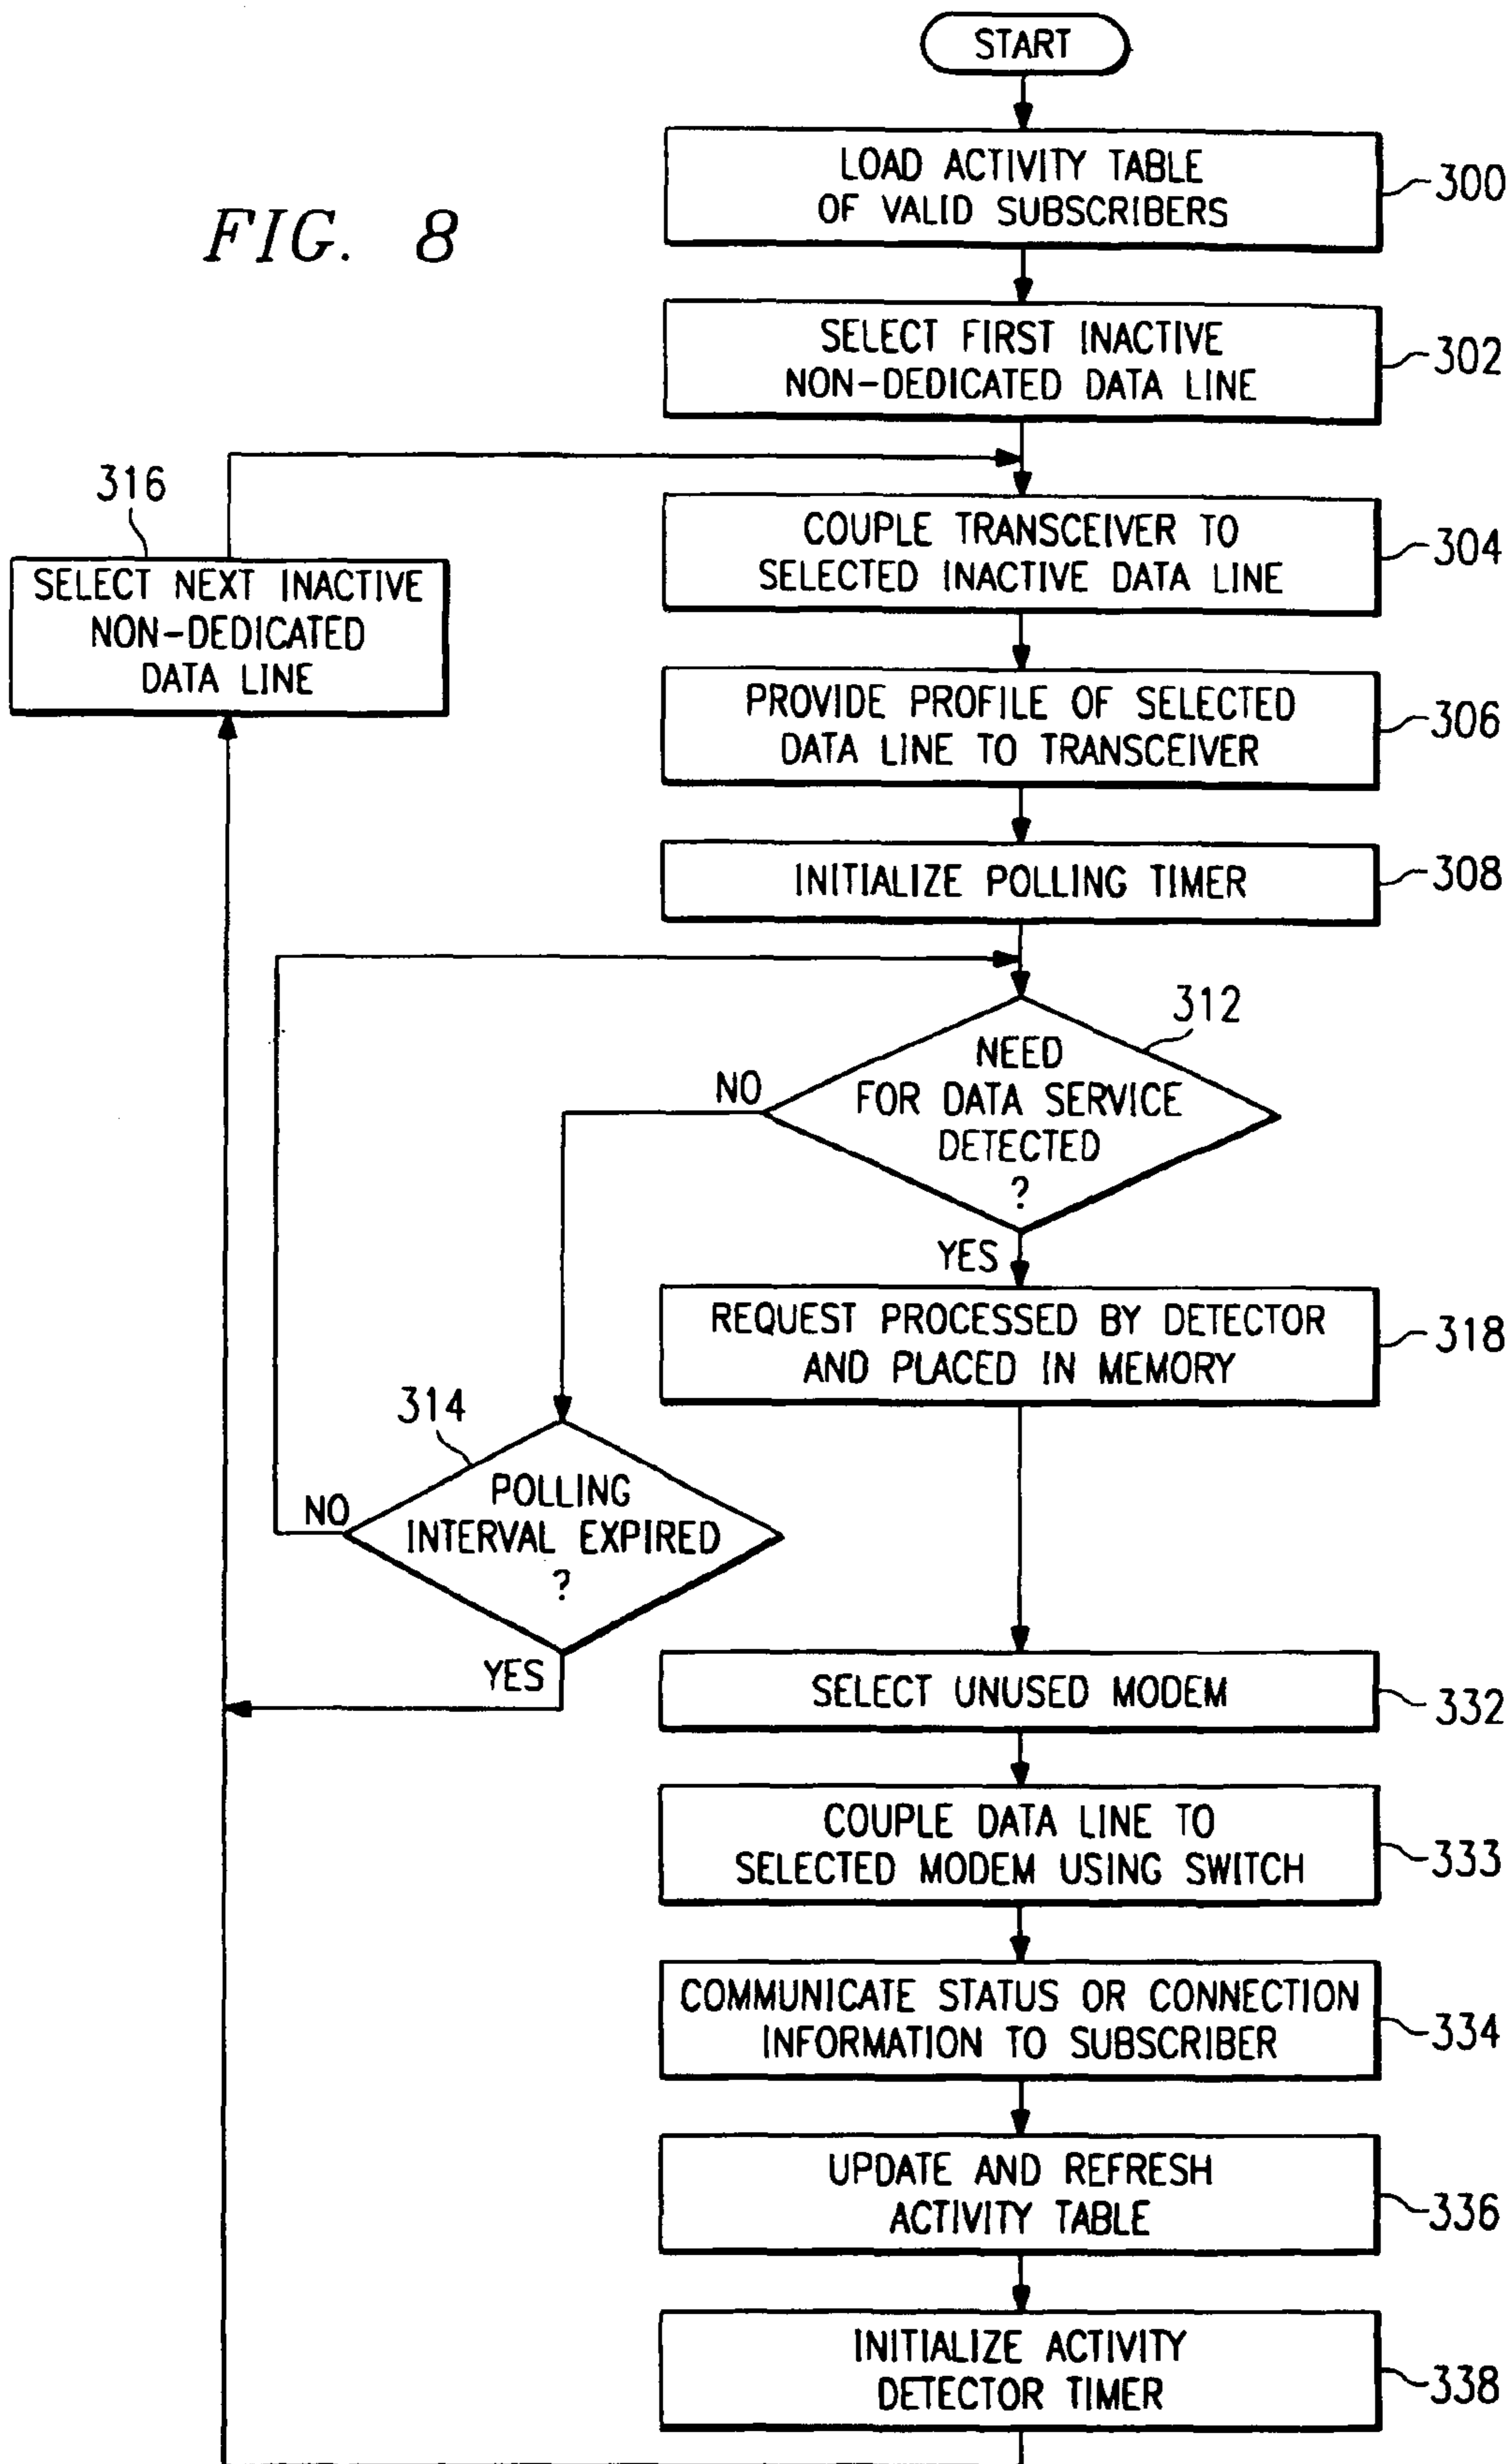 START
FIG. 8
LOAD ACTIVITY TABLE
OF VALID SUBSCRIBERS
300
SELECT FIRST INACTIVE
NON-DEDICATED DATA LINE
302
316
SELECT NEXT INACTIVE
NON-DEDICATED
DATA LINE
COUPLE TRANSCEIVER TO
SELECTED INACTIVE DATA LINE
304
PROVIDE PROFILE OF SELECTED
DATA LINE TO TRANSCEIVER
306
INITIALIZE POLLING TIMER
308
312
NEED
FOR DATA SERVICE
DETECTED
?
NO
YES
REQUEST PROCESSED BY DETECTOR
AND PLACED IN MEMORY
318
314
POLLING
INTERVAL EXPIRED
?
NO
YES
SELECT UNUSED MODEM
332
COUPLE DATA LINE TO
SELECTED MODEM USING SWITCH
333
COMMUNICATE STATUS OR CONNECTION
INFORMATION TO SUBSCRIBER
334
UPDATE AND REFRESH
ACTIVITY TABLE
336
INITIALIZE ACTIVITY
DETECTOR TIMER
338